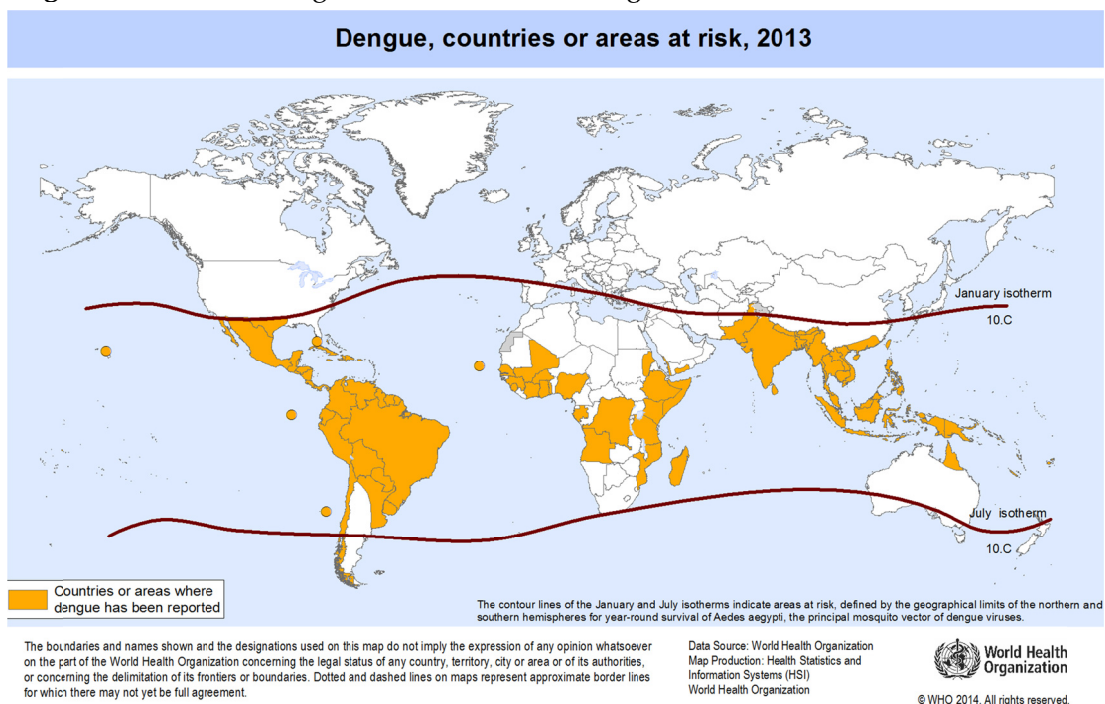 Dengue, countries or areas at risk, 2013
January isotherm
10.C
July isotherm
10.C
Countries or areas where
dengue has been reported
The contour lines of the January and July isotherms indicate areas at risk, defined by the geographical limits of the northern and
southern hemispheres for year-round survival of Aedes aegypti, the principal mosquito vector of dengue viruses.
The boundaries and names shown and the designations used on this map do not imply the expression of any opinion whatsoever
on the part of the World Health Organization concerning the legal status of any country, territory, city or area or of its authorities,
or concerning the delimitation of its frontiers or boundaries. Dotted and dashed lines on maps represent approximate border lines
for which there may not yet be full agreement.
Data Source: World Health Organization
Map Production: Health Statistics and
Information Systems (HSI)
World Health Organization
World Health
Organization
© WHO 2014. All rights reserved.